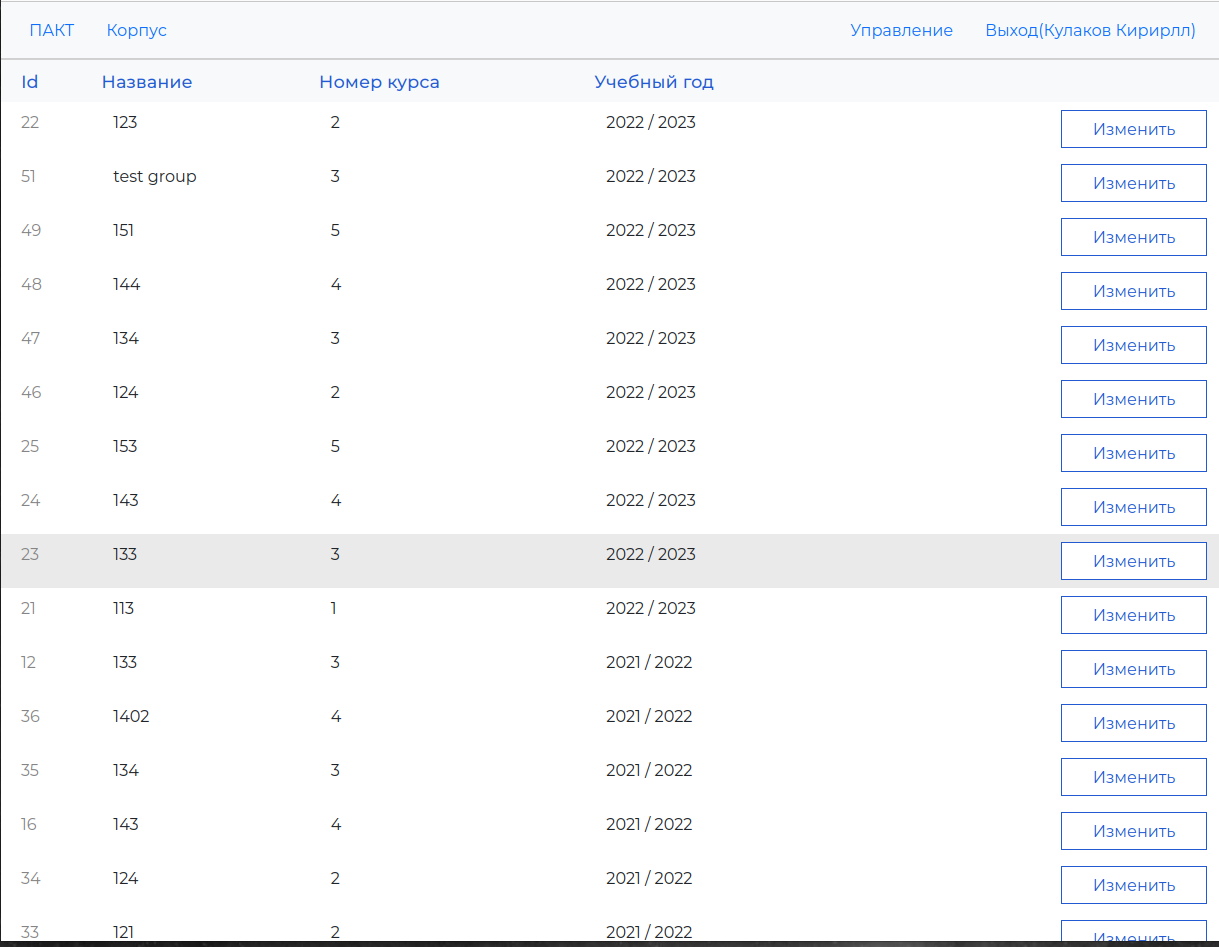 ПАКТ Корпус Управление Выход(Кулаков Кирирлл)
Id Название Номер курса Учебный год
22 123 2 2022 / 2023 Изменить
51 test group 3 2022 / 2023 Изменить
49 151 5 2022 / 2023 Изменить
48 144 4 2022 / 2023 Изменить
47 134 3 2022 / 2023 Изменить
46 124 2 2022 / 2023 Изменить
25 153 5 2022 / 2023 Изменить
24 143 4 2022 / 2023 Изменить
23 133 3 2022 / 2023 Изменить
21 113 1 2022 / 2023 Изменить
12 133 3 2021 / 2022 Изменить
36 1402 4 2021 / 2022 Изменить
35 134 3 2021 / 2022 Изменить
16 143 4 2021 / 2022 Изменить
34 124 2 2021 / 2022 Изменить
33 121 2 2021 / 2022 Изменить